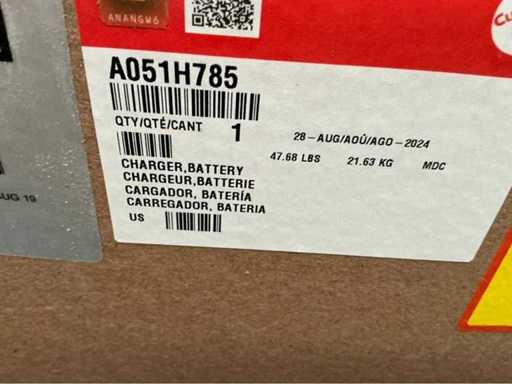 ANANGW6
A051H785
QTY/QTÉ/CANT 1
28-AUG/AOÛ/AGO-2024
47.68 LBS 21.63 KG MDC
CHARGER,BATTERY
CHARGEUR,BATTERIE
CARGADOR, BATERÍA
CARREGADOR, BATERIA
US
UG 19